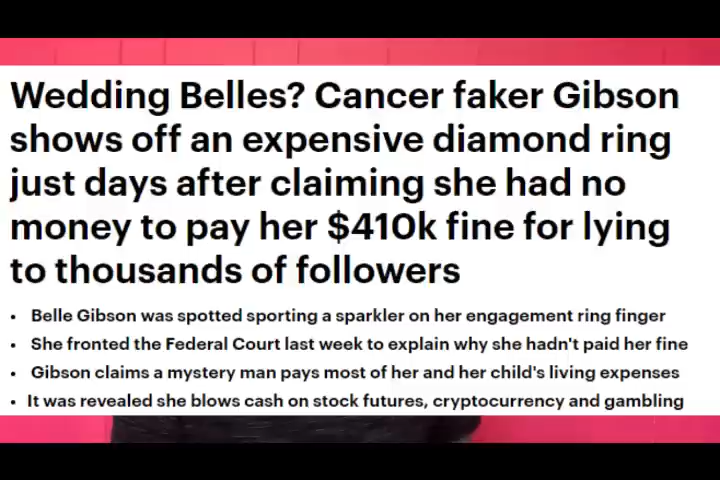 Wedding Belles? Cancer faker Gibson
shows off an expensive diamond ring
just days after claiming she had no
money to pay her $410k fine for lying
to thousands of followers
• Belle Gibson was spotted sporting a sparkler on her engagement ring finger
• She fronted the Federal Court last week to explain why she hadn't paid her fine
• Gibson claims a mystery man pays most of her and her child's living expenses
• It was revealed she blows cash on stock futures, cryptocurrency and gambling